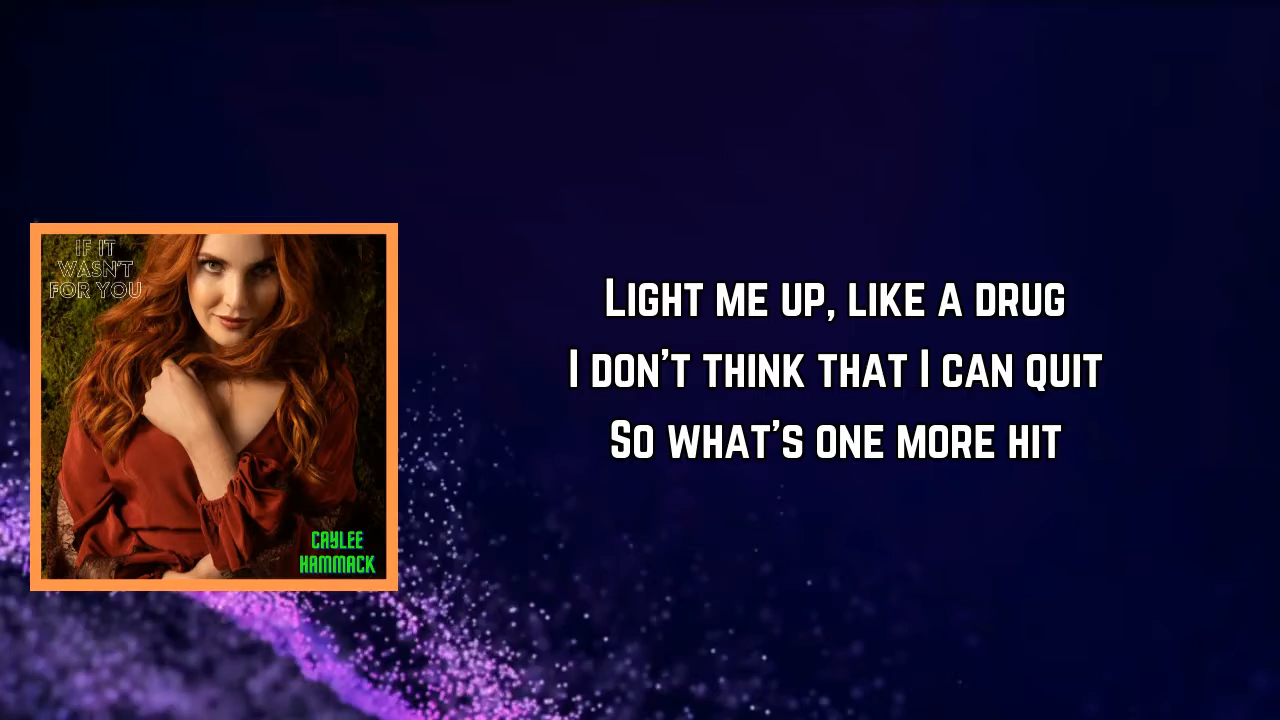 IF IT
WASN'T
FOR YOU
CAYLEE
HAMMACK
Light me up, like a drug
I don't think that I can quit
So what's one more hit